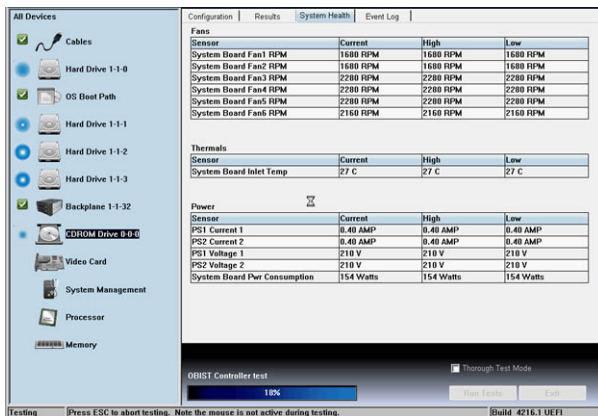 All Devices
Configuration | Results System Health Event Log |
Cables
Hard Drive 1-1-0
OS Boot Path
Hard Drive 1-1-1
Hard Drive 1-1-2
Hard Drive 1-1-3
Backplane 1-1-32
CDROM Drive 0-0-0
Video Card
System Management
Processor
Memory
Fans
Sensor Current High Low
System Board Fan1 RPM 1680 RPM 1680 RPM 1680 RPM
System Board Fan2 RPM 1680 RPM 1680 RPM 1680 RPM
System Board Fan3 RPM 2280 RPM 2280 RPM 2280 RPM
System Board Fan4 RPM 2280 RPM 2280 RPM 2280 RPM
System Board Fan5 RPM 2280 RPM 2280 RPM 2280 RPM
System Board Fan6 RPM 2160 RPM 2160 RPM 2160 RPM
Thermals
Sensor Current High Low
System Board Inlet Temp 27 C 27 C 27 C
Power
Sensor Current High Low
PS1 Current 1 0.40 AMP 0.40 AMP 0.40 AMP
PS2 Current 2 0.40 AMP 0.40 AMP 0.40 AMP
PS1 Voltage 1 210 V 210 V 210 V
PS2 Voltage 2 210 V 210 V 210 V
System Board Pwr Consumption 154 Watts 154 Watts 154 Watts
OBIST Controller test
18%
Thorough Test Mode
Run Tests Exit
Testing Press ESC to abort testing. Note the mouse is not active during testing. Build 4216.1 UEFI